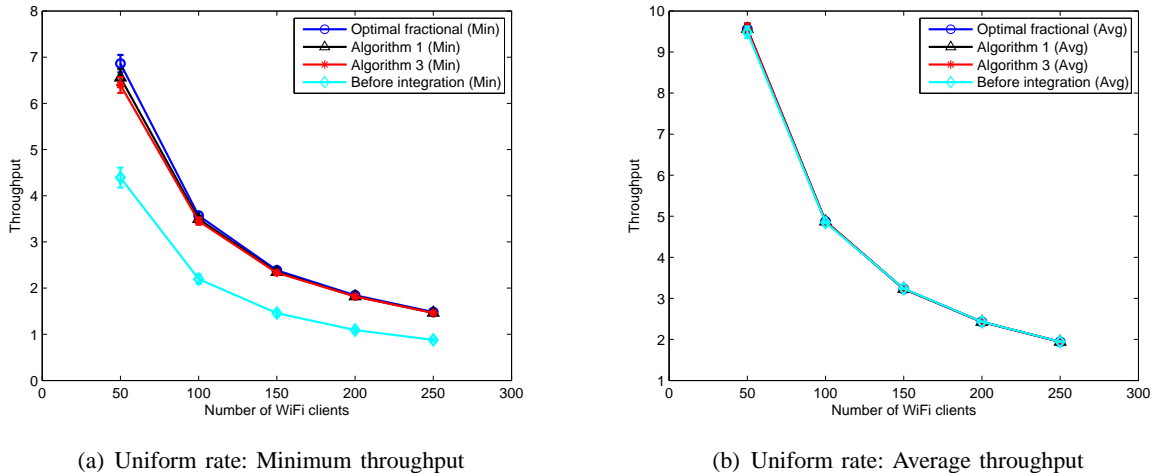 8
7
6
5
4
3
2
1
0
Throughput
0 50 100 150 200 250 300
Number of WiFi clients
Optimal fractional (Min)
Algorithm 1 (Min)
Algorithm 3 (Min)
Before integration (Min)
(a) Uniform rate: Minimum throughput
10
9
8
7
6
5
4
3
2
1
Throughput
0 50 100 150 200 250 300
Number of WiFi clients
Optimal fractional (Avg)
Algorithm 1 (Avg)
Algorithm 3 (Avg)
Before integration (Avg)
(b) Uniform rate: Average throughput